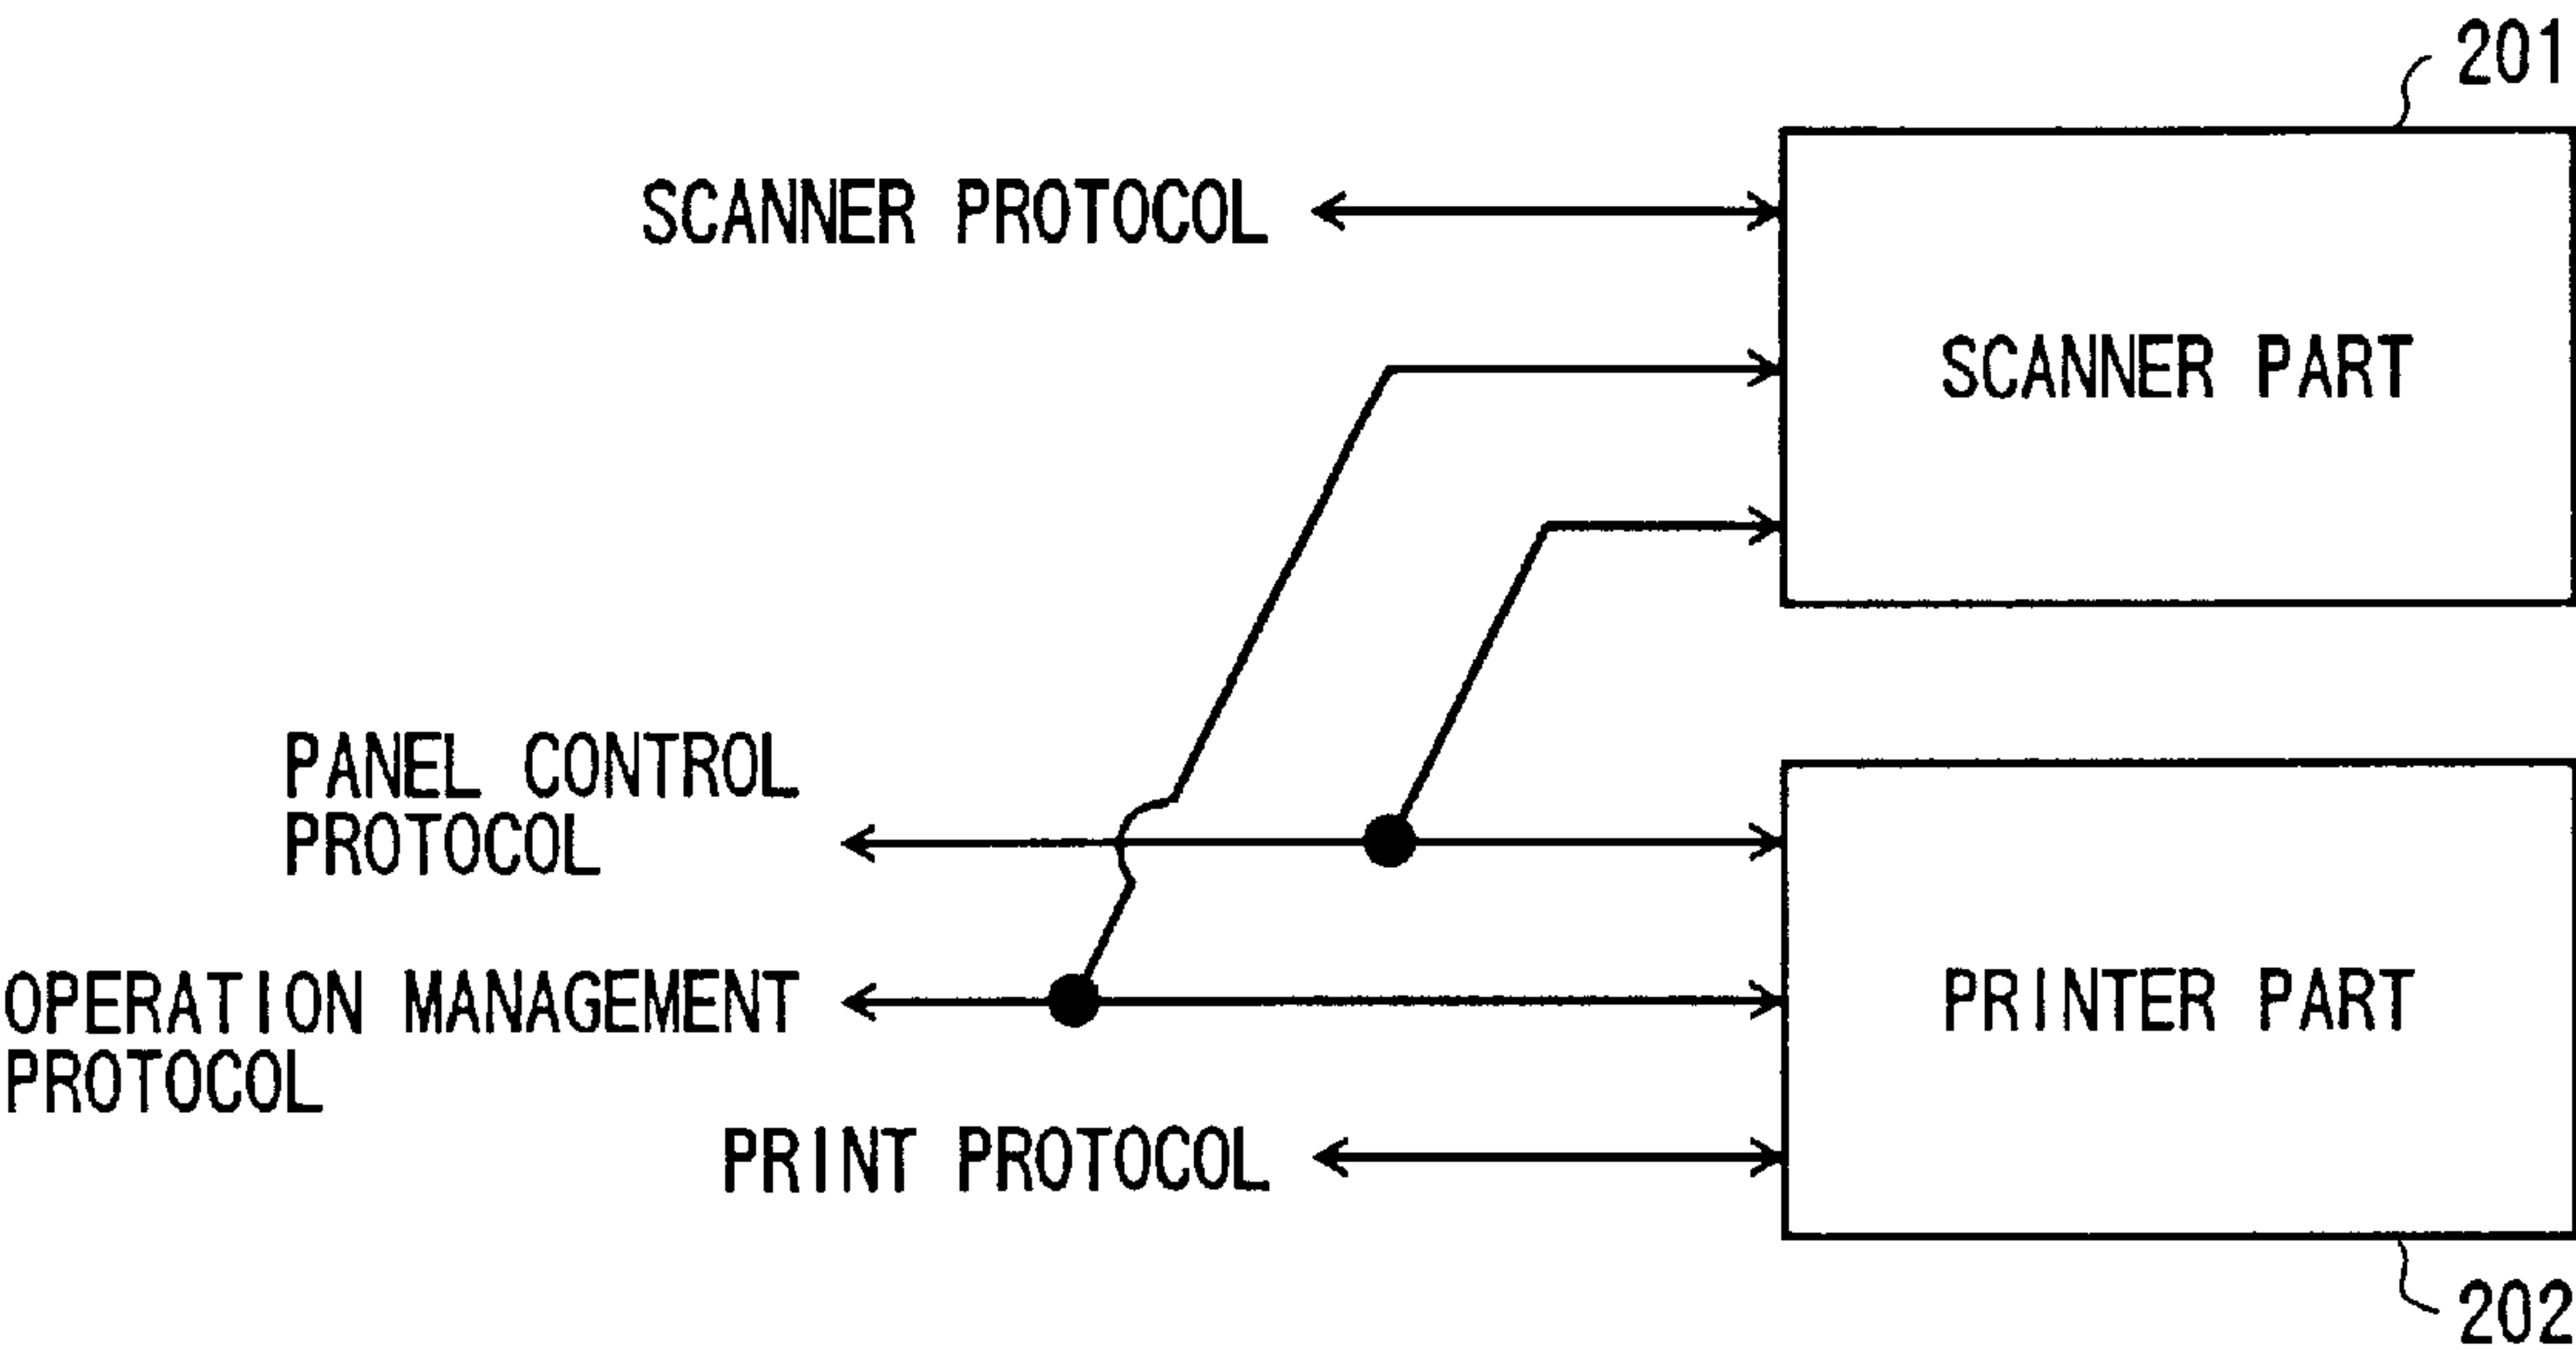 201
SCANNER PROTOCOL
SCANNER PART
PANEL CONTROL
PROTOCOL
OPERATION MANAGEMENT
PROTOCOL
PRINTER PART
PRINT PROTOCOL
202